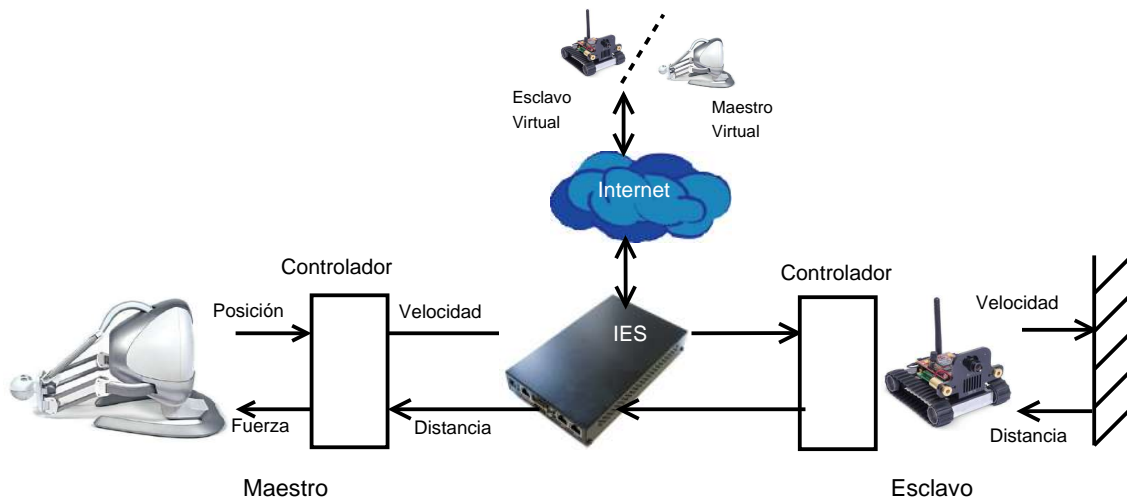 Esclavo
Virtual
Maestro
Virtual
Internet
Controlador
Controlador
Posición
Velocidad
IES
Velocidad
Fuerza
Distancia
Distancia
Maestro
Esclavo